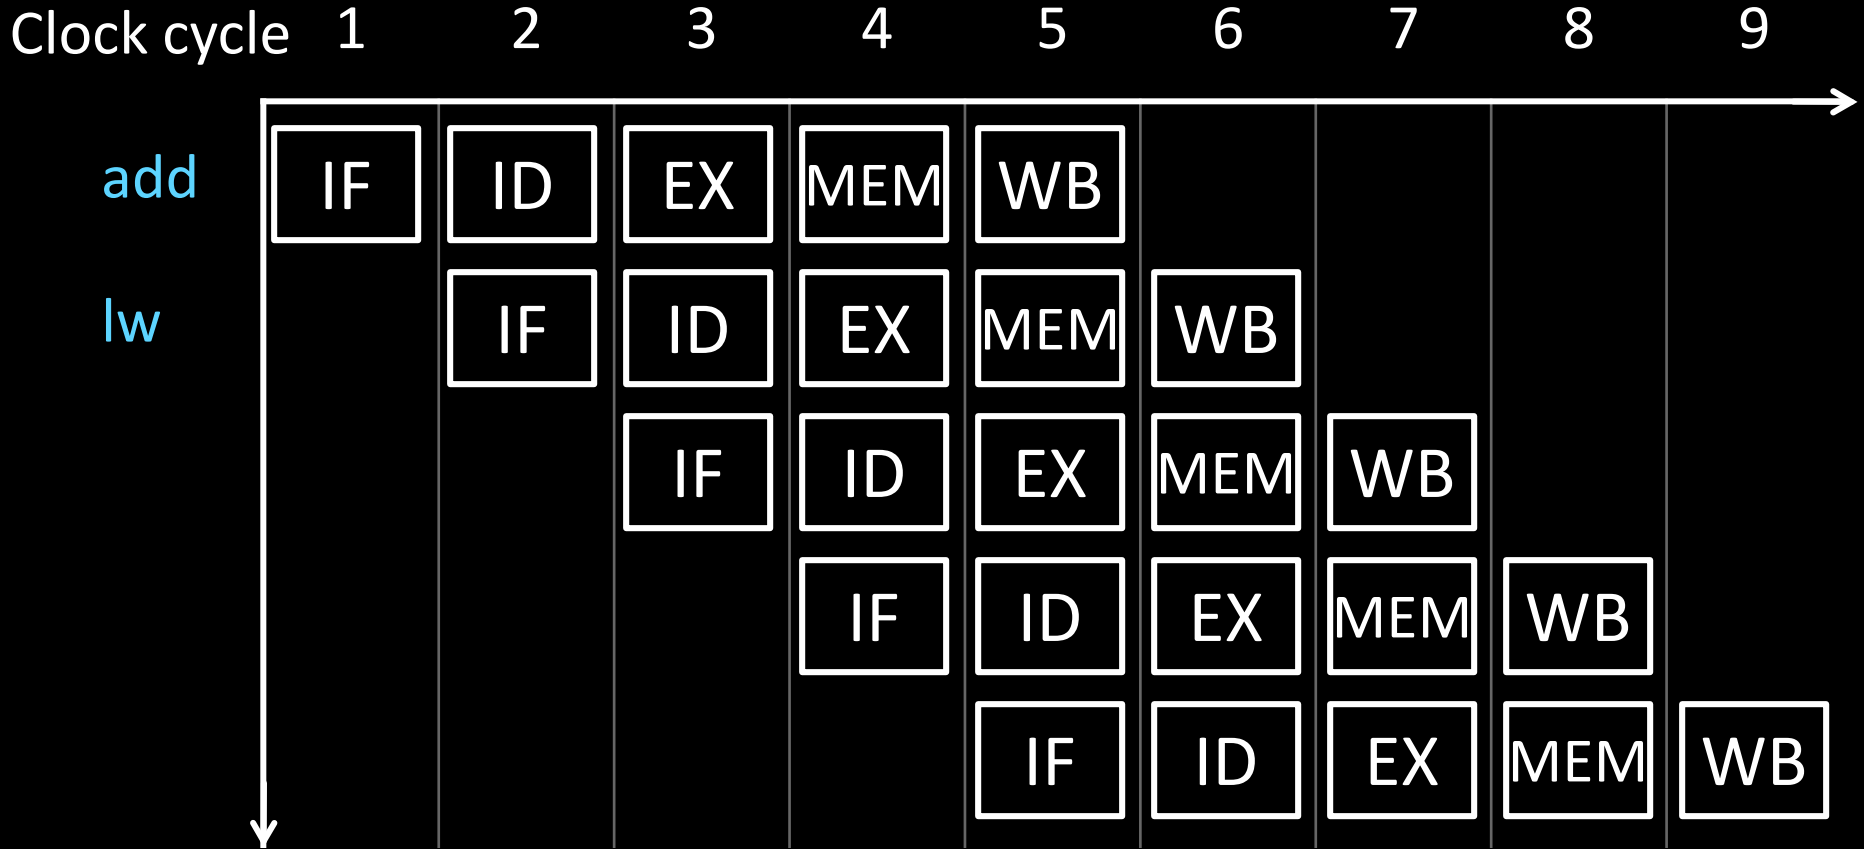 Clock cycle 1 2 3 4 5 6 7 8 9
add IF ID EX MEM WB
lw IF ID EX MEM WB
IF ID EX MEM WB
IF ID EX MEM WB
IF ID EX MEM WB